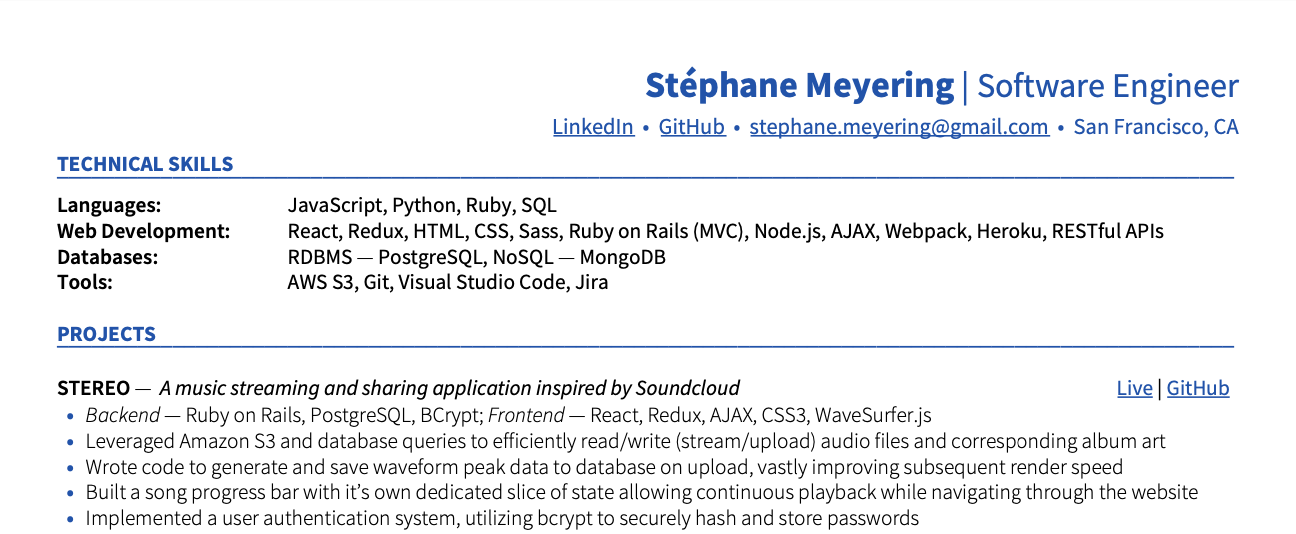 Stéphane Meyering | Software Engineer
LinkedIn • GitHub • stephane.meyering@gmail.com • San Francisco, CA
TECHNICAL SKILLS
Languages: JavaScript, Python, Ruby, SQL
Web Development: React, Redux, HTML, CSS, Sass, Ruby on Rails (MVC), Node.js, AJAX, Webpack, Heroku, RESTful APIs
Databases: RDBMS — PostgreSQL, NoSQL — MongoDB
Tools: AWS S3, Git, Visual Studio Code, Jira
PROJECTS
STEREO — A music streaming and sharing application inspired by Soundcloud Live | GitHub
• Backend — Ruby on Rails, PostgreSQL, BCrypt; Frontend — React, Redux, AJAX, CSS3, WaveSurfer.js
• Leveraged Amazon S3 and database queries to efficiently read/write (stream/upload) audio files and corresponding album art
• Wrote code to generate and save waveform peak data to database on upload, vastly improving subsequent render speed
• Built a song progress bar with it’s own dedicated slice of state allowing continuous playback while navigating through the website
• Implemented a user authentication system, utilizing bcrypt to securely hash and store passwords